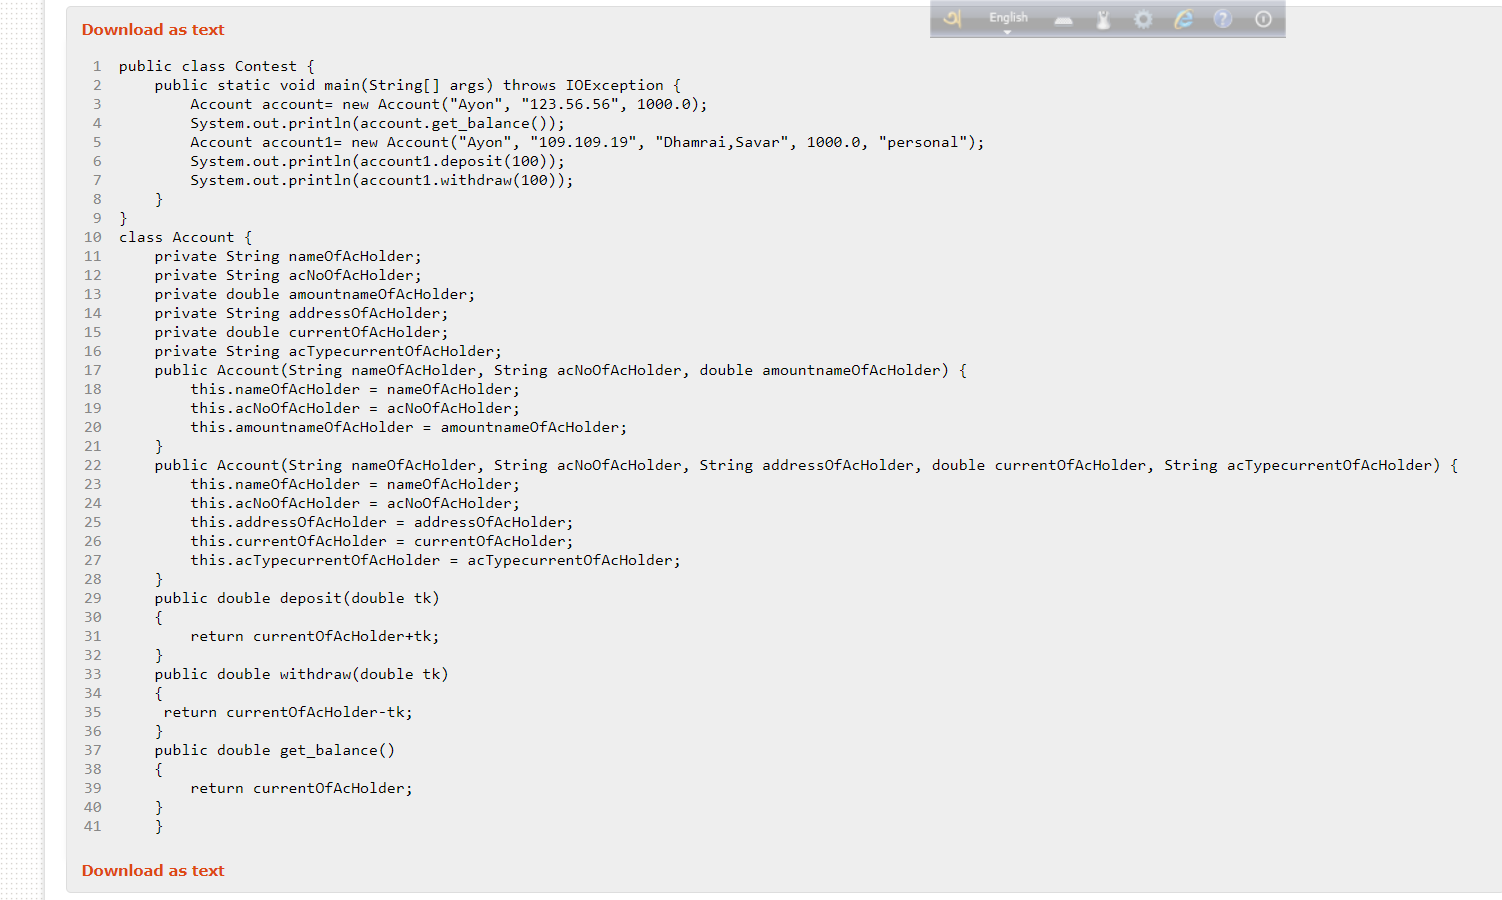 অ English
Download as text
1 public class Contest {
2     public static void main(String[] args) throws IOException {
3         Account account= new Account("Ayon", "123.56.56", 1000.0);
4         System.out.println(account.get_balance());
5         Account account1= new Account("Ayon", "109.109.19", "Dhamrai,Savar", 1000.0, "personal");
6         System.out.println(account1.deposit(100));
7         System.out.println(account1.withdraw(100));
8     }
9 }
10 class Account {
11     private String nameOfAcHolder;
12     private String acNoOfAcHolder;
13     private double amountnameOfAcHolder;
14     private String addressOfAcHolder;
15     private double currentOfAcHolder;
16     private String acTypecurrentOfAcHolder;
17     public Account(String nameOfAcHolder, String acNoOfAcHolder, double amountnameOfAcHolder) {
18         this.nameOfAcHolder = nameOfAcHolder;
19         this.acNoOfAcHolder = acNoOfAcHolder;
20         this.amountnameOfAcHolder = amountnameOfAcHolder;
21     }
22     public Account(String nameOfAcHolder, String acNoOfAcHolder, String addressOfAcHolder, double currentOfAcHolder, String acTypecurrentOfAcHolder) {
23         this.nameOfAcHolder = nameOfAcHolder;
24         this.acNoOfAcHolder = acNoOfAcHolder;
25         this.addressOfAcHolder = addressOfAcHolder;
26         this.currentOfAcHolder = currentOfAcHolder;
27         this.acTypecurrentOfAcHolder = acTypecurrentOfAcHolder;
28     }
29     public double deposit(double tk)
30     {
31         return currentOfAcHolder+tk;
32     }
33     public double withdraw(double tk)
34     {
35      return currentOfAcHolder-tk;
36     }
37     public double get_balance()
38     {
39         return currentOfAcHolder;
40     }
41     }
Download as text